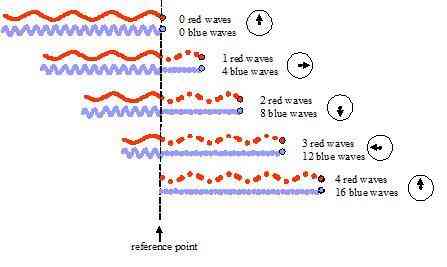 0 red waves
0 blue waves
1 red waves
4 blue waves
2 red waves
8 blue waves
3 red waves
12 blue waves
4 red waves
16 blue waves
reference point